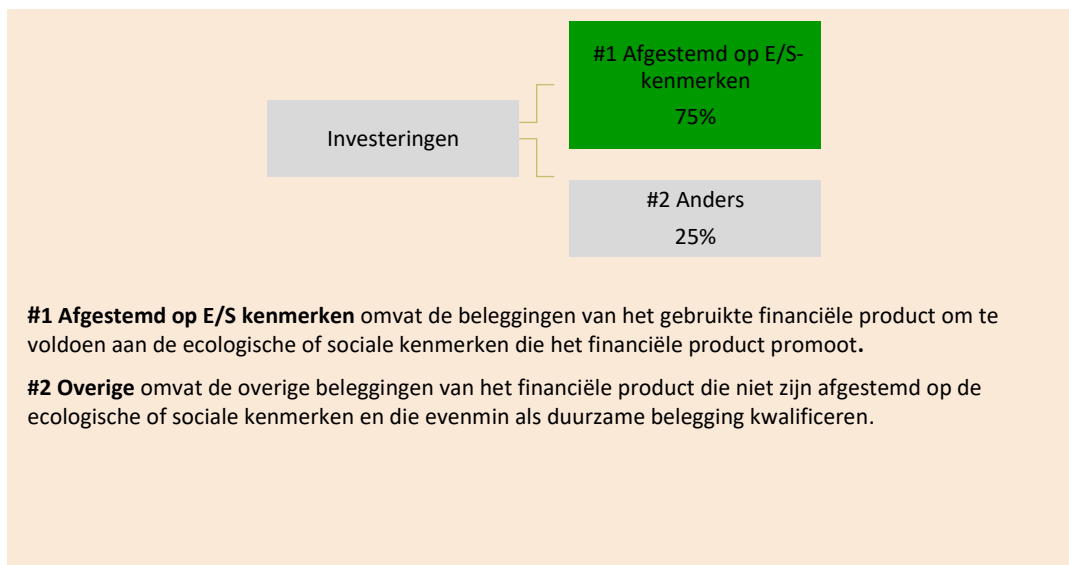 #1 Afgestemd op E/S-
kenmerken
75%
Investeringen
#2 Anders
25%
#1 Afgestemd op E/S kenmerken omvat de beleggingen van het gebruikte financiële product om te
voldoen aan de ecologische of sociale kenmerken die het financiële product promoot.
#2 Overige omvat de overige beleggingen van het financiële product die niet zijn afgestemd op de
ecologische of sociale kenmerken en die evenmin als duurzame belegging kwalificeren.